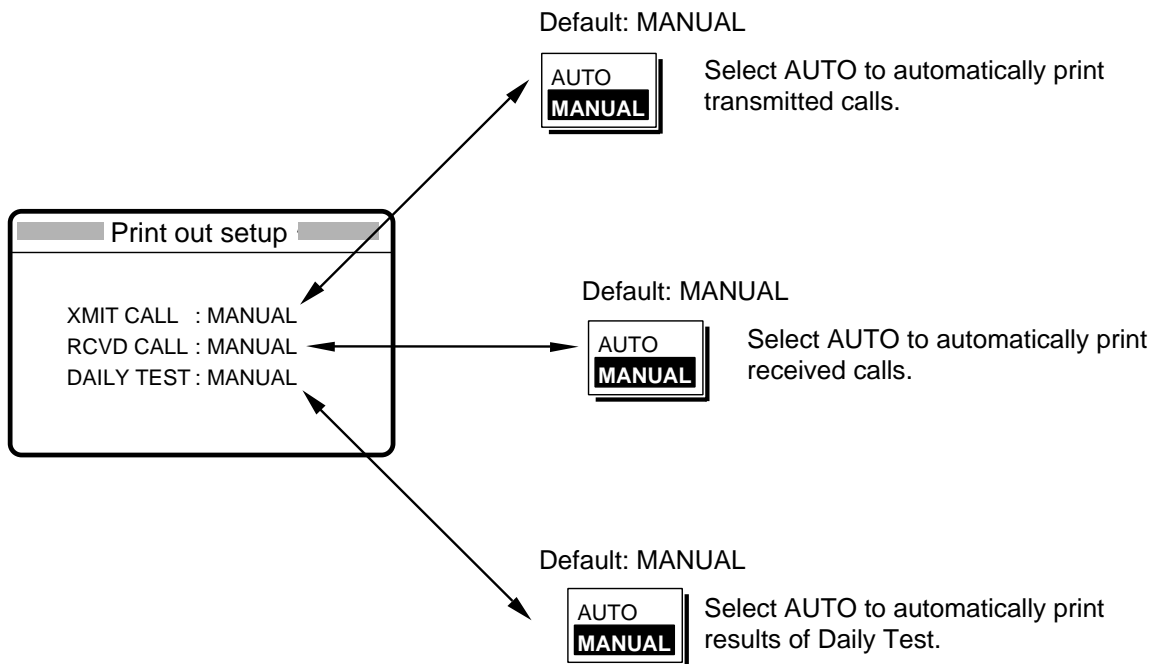 Default: MANUAL
AUTO
MANUAL
Select AUTO to automatically print
transmitted calls.
Print out setup
XMIT CALL : MANUAL
RCVD CALL : MANUAL
DAILY TEST : MANUAL
Default: MANUAL
AUTO
MANUAL
Select AUTO to automatically print
received calls.
Default: MANUAL
AUTO
MANUAL
Select AUTO to automatically print
results of Daily Test.